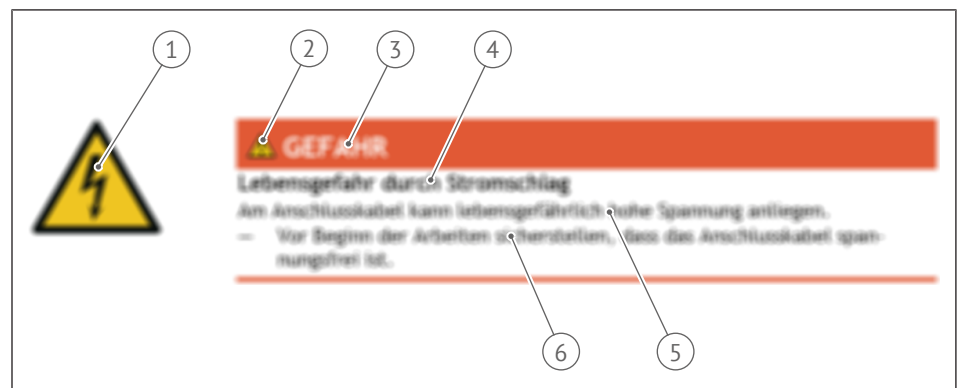 1
2
3
4
GEFAHR
Lebensgefahr durch Stromschlag
Am Anschlusskabel kann lebensgefährlich hohe Spannung anliegen.
– Vor Beginn der Arbeiten sicherstellen, dass das Anschlusskabel span-
nungsfrei ist.
6
5